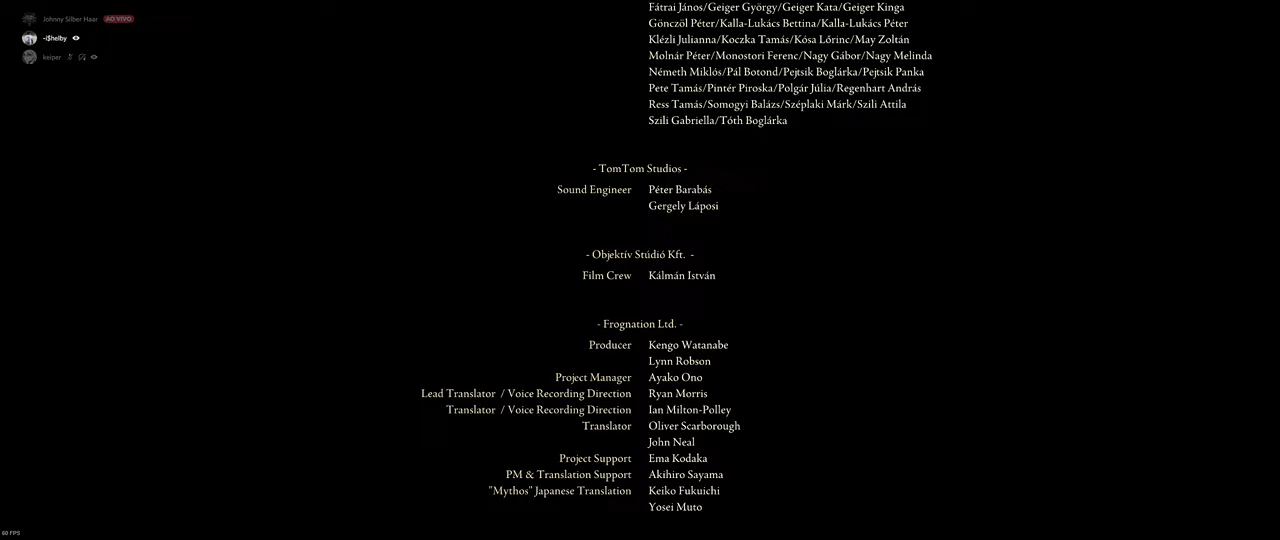 Johnny Silber Haar AO VIVO
-i$helby
keiper
Fátrai János/Geiger György/Geiger Kata/Geiger Kinga
Gönczöl Péter/Kalla-Lukács Bettina/Kalla-Lukács Péter
Klézli Julianna/Koczka Tamás/Kósa Lőrinc/May Zoltán
Molnár Péter/Monostori Ferenc/Nagy Gábor/Nagy Melinda
Németh Miklós/Pál Botond/Pejtsik Boglárka/Pejtsik Panka
Pete Tamás/Pintér Piroska/Polgár Júlia/Regenhart András
Ress Tamás/Somogyi Balázs/Széplaki Márk/Szili Attila
Szili Gabriella/Tóth Boglárka
- TomTom Studios -
Sound Engineer Péter Barabás
Gergely Láposi
- Objektív Stúdió Kft. -
Film Crew Kálmán István
- Frognation Ltd. -
Producer Kengo Watanabe
Lynn Robson
Project Manager Ayako Ono
Lead Translator / Voice Recording Direction Ryan Morris
Translator / Voice Recording Direction Ian Milton-Polley
Translator Oliver Scarborough
John Neal
Project Support Ema Kodaka
PM & Translation Support Akihiro Sayama
"Mythos" Japanese Translation Keiko Fukuichi
Yosei Muto
60 FPS